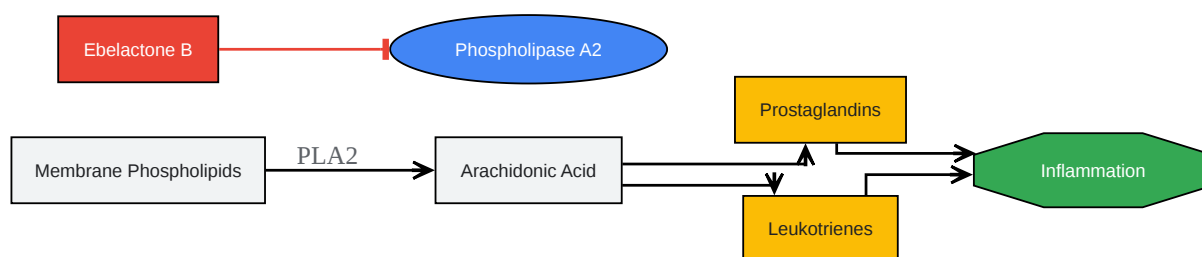 Ebelactone B
Phospholipase A2
Prostaglandins
Membrane Phospholipids
PLA2
Arachidonic Acid
Inflammation
Leukotrienes